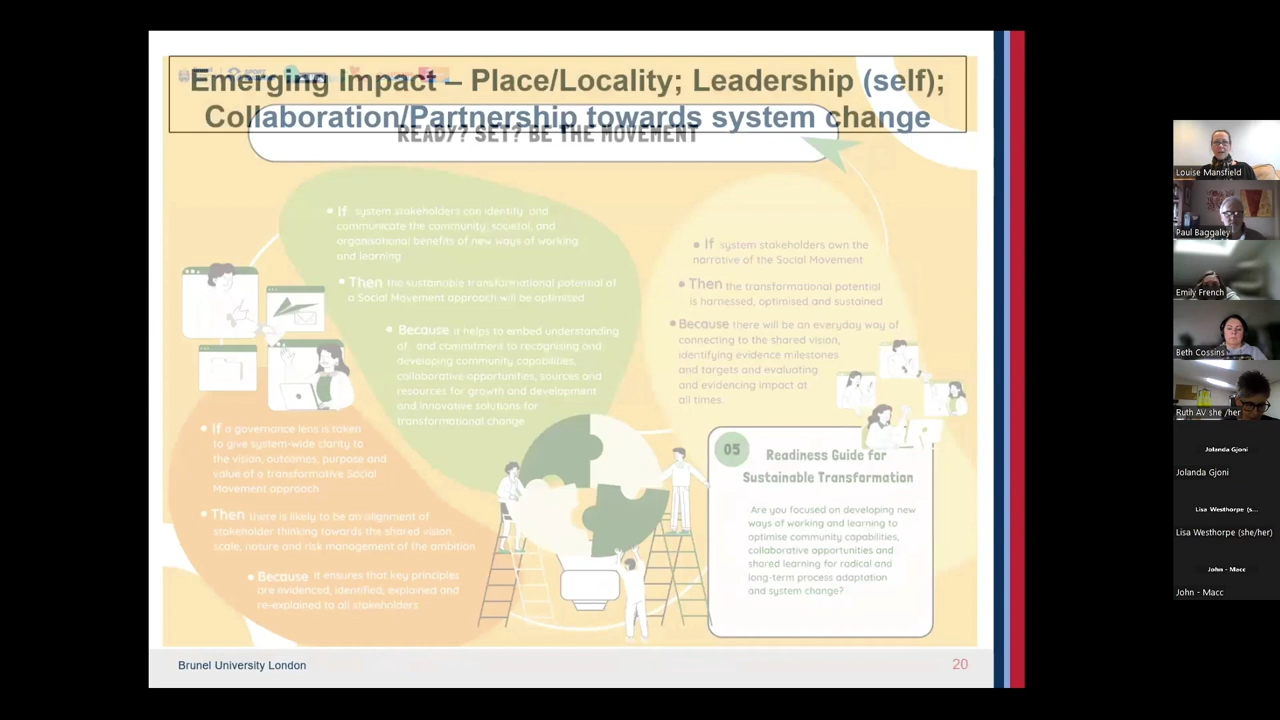 Emerging Impact – Place/Locality; Leadership (self);
Collaboration/Partnership towards system change
READY? SET? BE THE MOVEMENT
• If system stakeholders can identify and
communicate the community, societal, and
organisational benefits of new ways of working
and learning
• Then the sustainable transformational potential of
a Social Movement approach will be optimized
• Because it helps to embed understanding
of, and commitment to recognising and
developing community capabilities,
collaborative opportunities, sources and
resources for growth and development
and innovative solutions for
transformational change
• If system stakeholders own the
narrative of the Social Movement
• Then the transformational potential
is harnessed, optimised and sustained
• Because there will be an everyday way of
connecting to the shared vision,
identifying evidence milestones
and targets and evaluating
and evidencing impact at
all times.
• If a governance lens is taken
to give system-wide clarity to
the vision, outcomes, purpose and
value of a transformative Social
Movement approach
• Then there is likely to be an alignment of
stakeholder thinking towards the shared vision,
scale, nature and risk management of the ambition
• Because it ensures that key principles
are evidenced, identified, explained and
re-explained to all stakeholders
05
Readiness Guide for
Sustainable Transformation
Are you focused on developing new
ways of working and learning to
optimise community capabilities,
collaborative opportunities and
shared learning for radical and
long-term process adaptation
and system change?
Brunel University London
20
Louise Mansfield
Paul Baggaley
Emily French
Beth Cossins
Ruth AV she /her
Jolanda Gjoni
Jolanda Gjoni
Lisa Westhorpe (s...
Lisa Westhorpe (she/her)
John - Macc
John - Macc